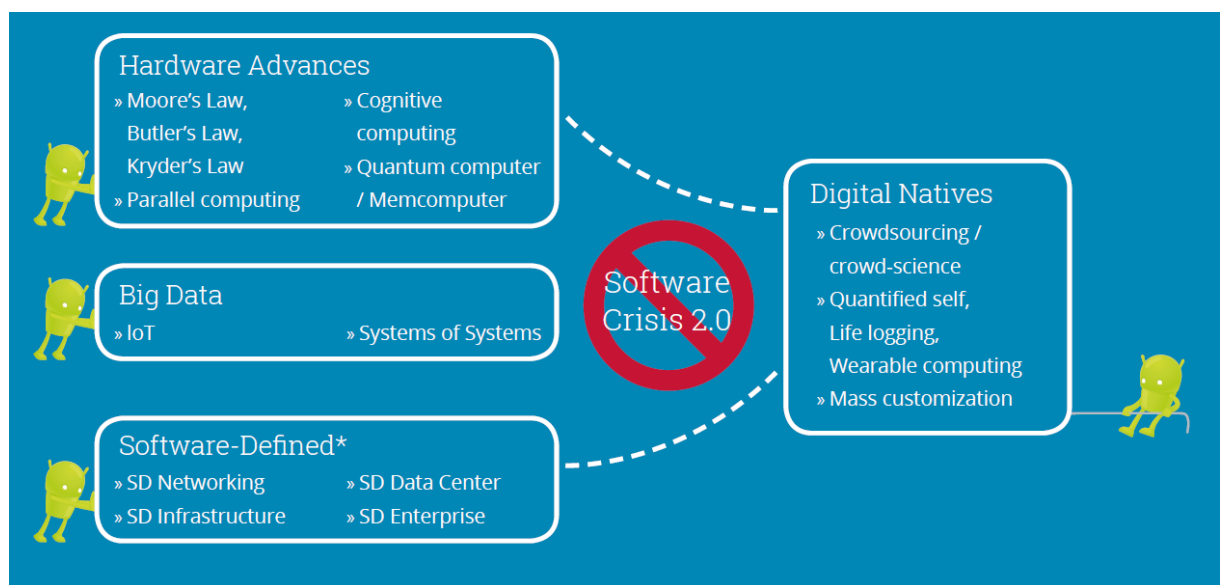 Hardware Advances
» Moore's Law,
Butler's Law,
Kryder's Law
» Parallel computing
» Cognitive
computing
» Quantum computer
/ Memcomputer
Big Data
» IoT
» Systems of Systems
Software-Defined*
» SD Networking
» SD Infrastructure
» SD Data Center
» SD Enterprise
Software
Crisis 2.0
Digital Natives
» Crowdsourcing /
crowd-science
» Quantified self,
Life logging,
Wearable computing
» Mass customization